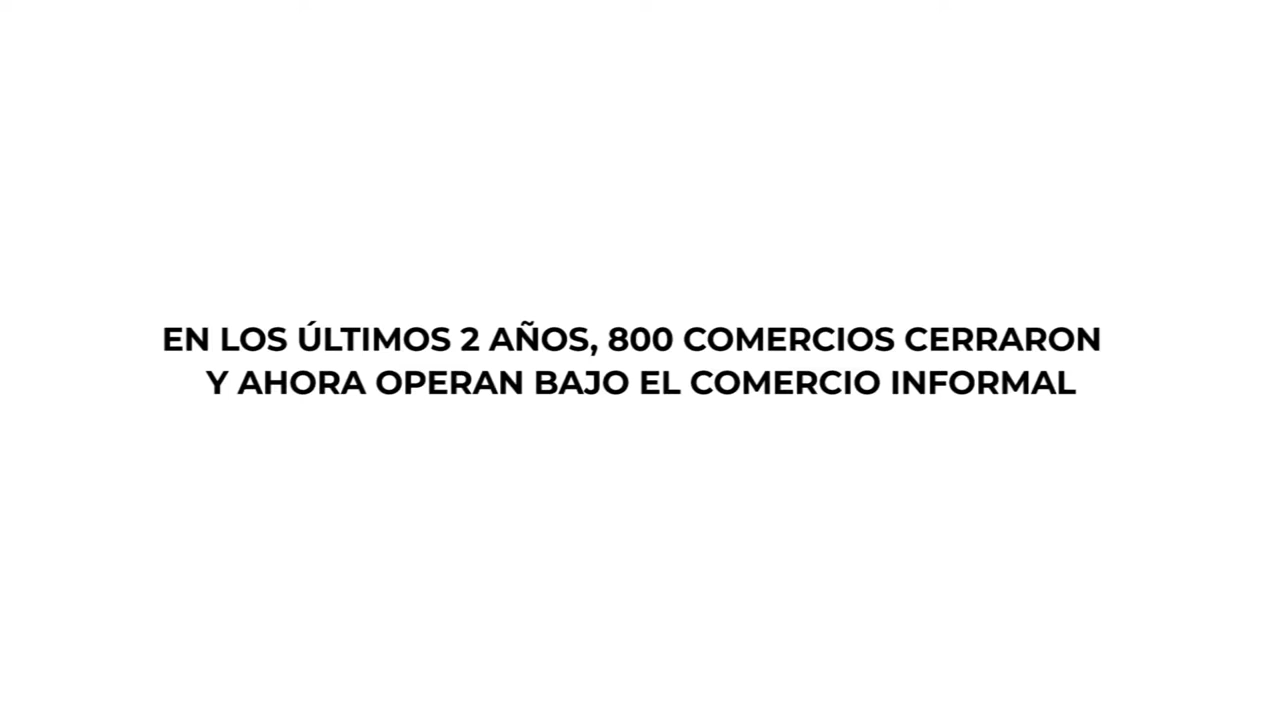 EN LOS ÚLTIMOS 2 AÑOS, 800 COMERCIOS CERRARON
Y AHORA OPERAN BAJO EL COMERCIO INFORMAL